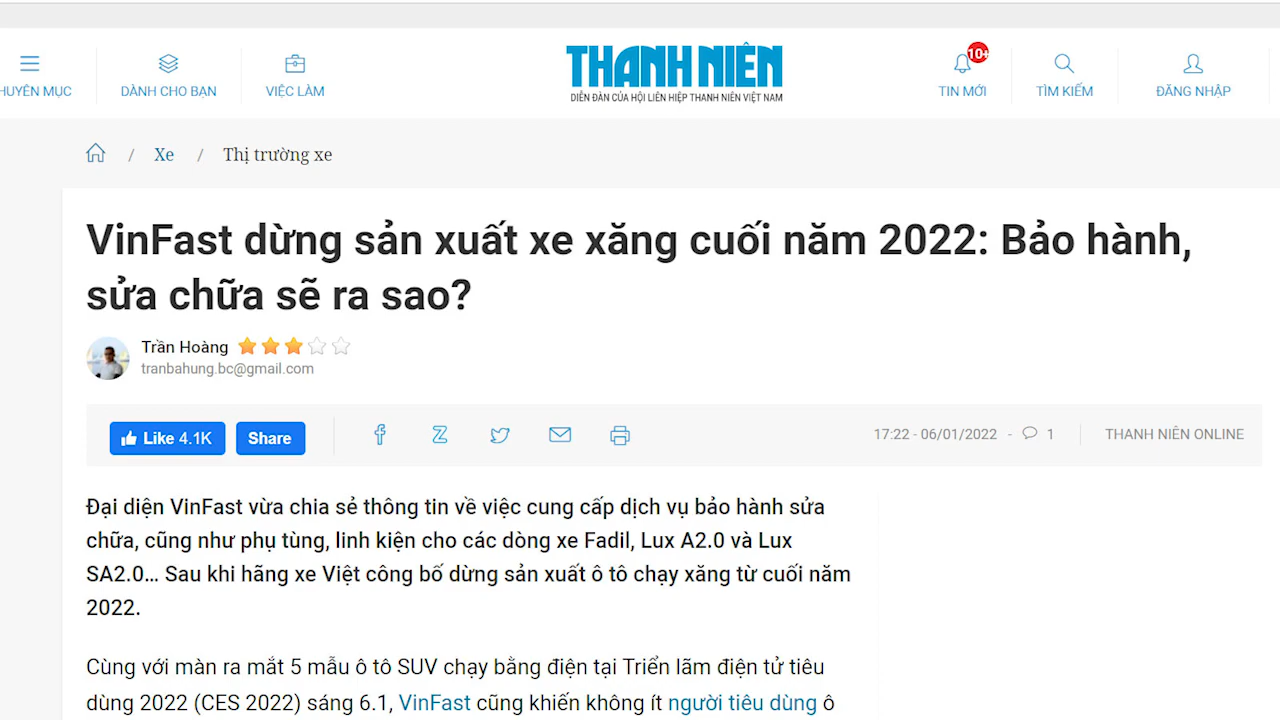 HUYÊN MỤC
DÀNH CHO BẠN
VIỆC LÀM
THANH NIÊN
DIỄN ĐÀN CỦA HỘI LIÊN HIỆP THANH NIÊN VIỆT NAM
10+
TIN MỚI
TÌM KIẾM
ĐĂNG NHẬP
/ Xe / Thị trường xe
VinFast dừng sản xuất xe xăng cuối năm 2022: Bảo hành,
sửa chữa sẽ ra sao?
Trần Hoàng
tranbahung.bc@gmail.com
Like 4.1K Share
17:22 - 06/01/2022 - 1 THANH NIÊN ONLINE
Đại diện VinFast vừa chia sẻ thông tin về việc cung cấp dịch vụ bảo hành sửa
chữa, cũng như phụ tùng, linh kiện cho các dòng xe Fadil, Lux A2.0 và Lux
SA2.0... Sau khi hãng xe Việt công bố dừng sản xuất ô tô chạy xăng từ cuối năm
2022.
Cùng với màn ra mắt 5 mẫu ô tô SUV chạy bằng điện tại Triển lãm điện tử tiêu
dùng 2022 (CES 2022) sáng 6.1, VinFast cũng khiến không ít người tiêu dùng ô